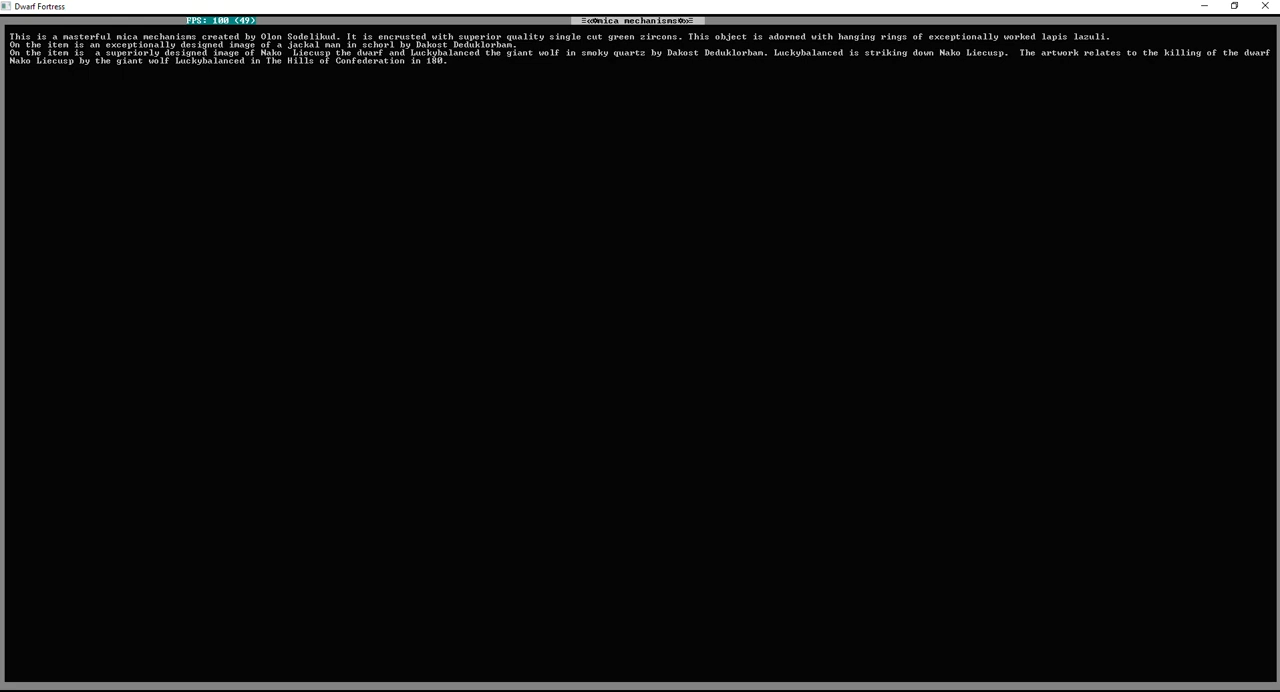 Dwarf Fortress
FPS: 100 (49)
≡«☼mica mechanisms☼»≡
This is a masterful mica mechanisms created by Olon Sodelikud. It is encrusted with superior quality single cut green zircons. This object is adorned with hanging rings of exceptionally worked lapis lazuli.
On the item is an exceptionally designed image of a jackal man in schorl by Dakost Deduklorbam.
On the item is  a superiorly designed image of Nako  Liecusp the dwarf and Luckybalanced the giant wolf in smoky quartz by Dakost Deduklorbam. Luckybalanced is striking down Nako Liecusp.  The artwork relates to the killing of the dwarf
Nako Liecusp by the giant wolf Luckybalanced in The Hills of Confederation in 180.